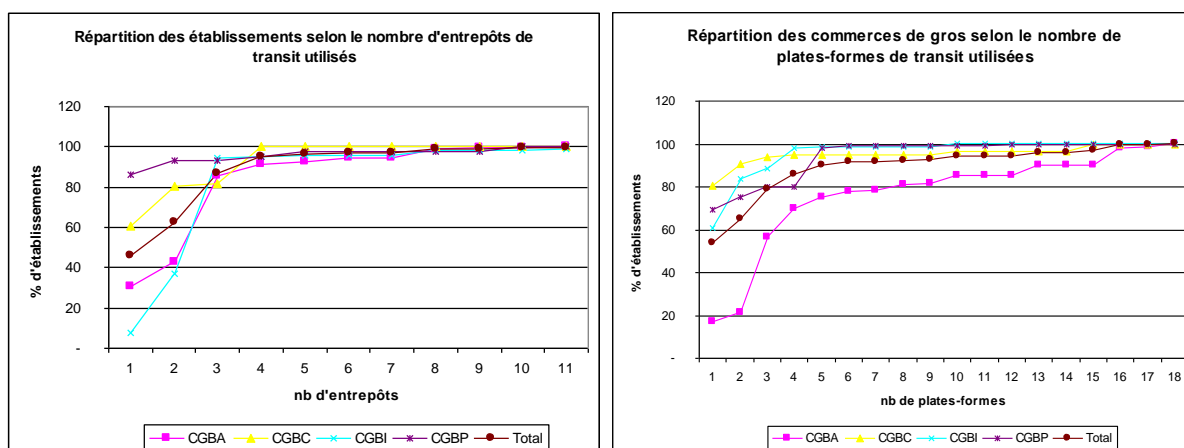 Répartition des établissements selon le nombre d'entrepôts de
transit utilisés
120
100
80
60
40
20
-
% d'établissements
1 2 3 4 5 6 7 8 9 10 11
nb d'entrepôts
CGBA CGBC CGBI CGBP Total
Répartition des commerces de gros selon le nombre de
plates-formes de transit utilisées
120
100
80
60
40
20
-
% d'établissements
1 2 3 4 5 6 7 8 9 10 11 12 13 14 15 16 17 18
nb de plates-formes
CGBA CGBC CGBI CGBP Total